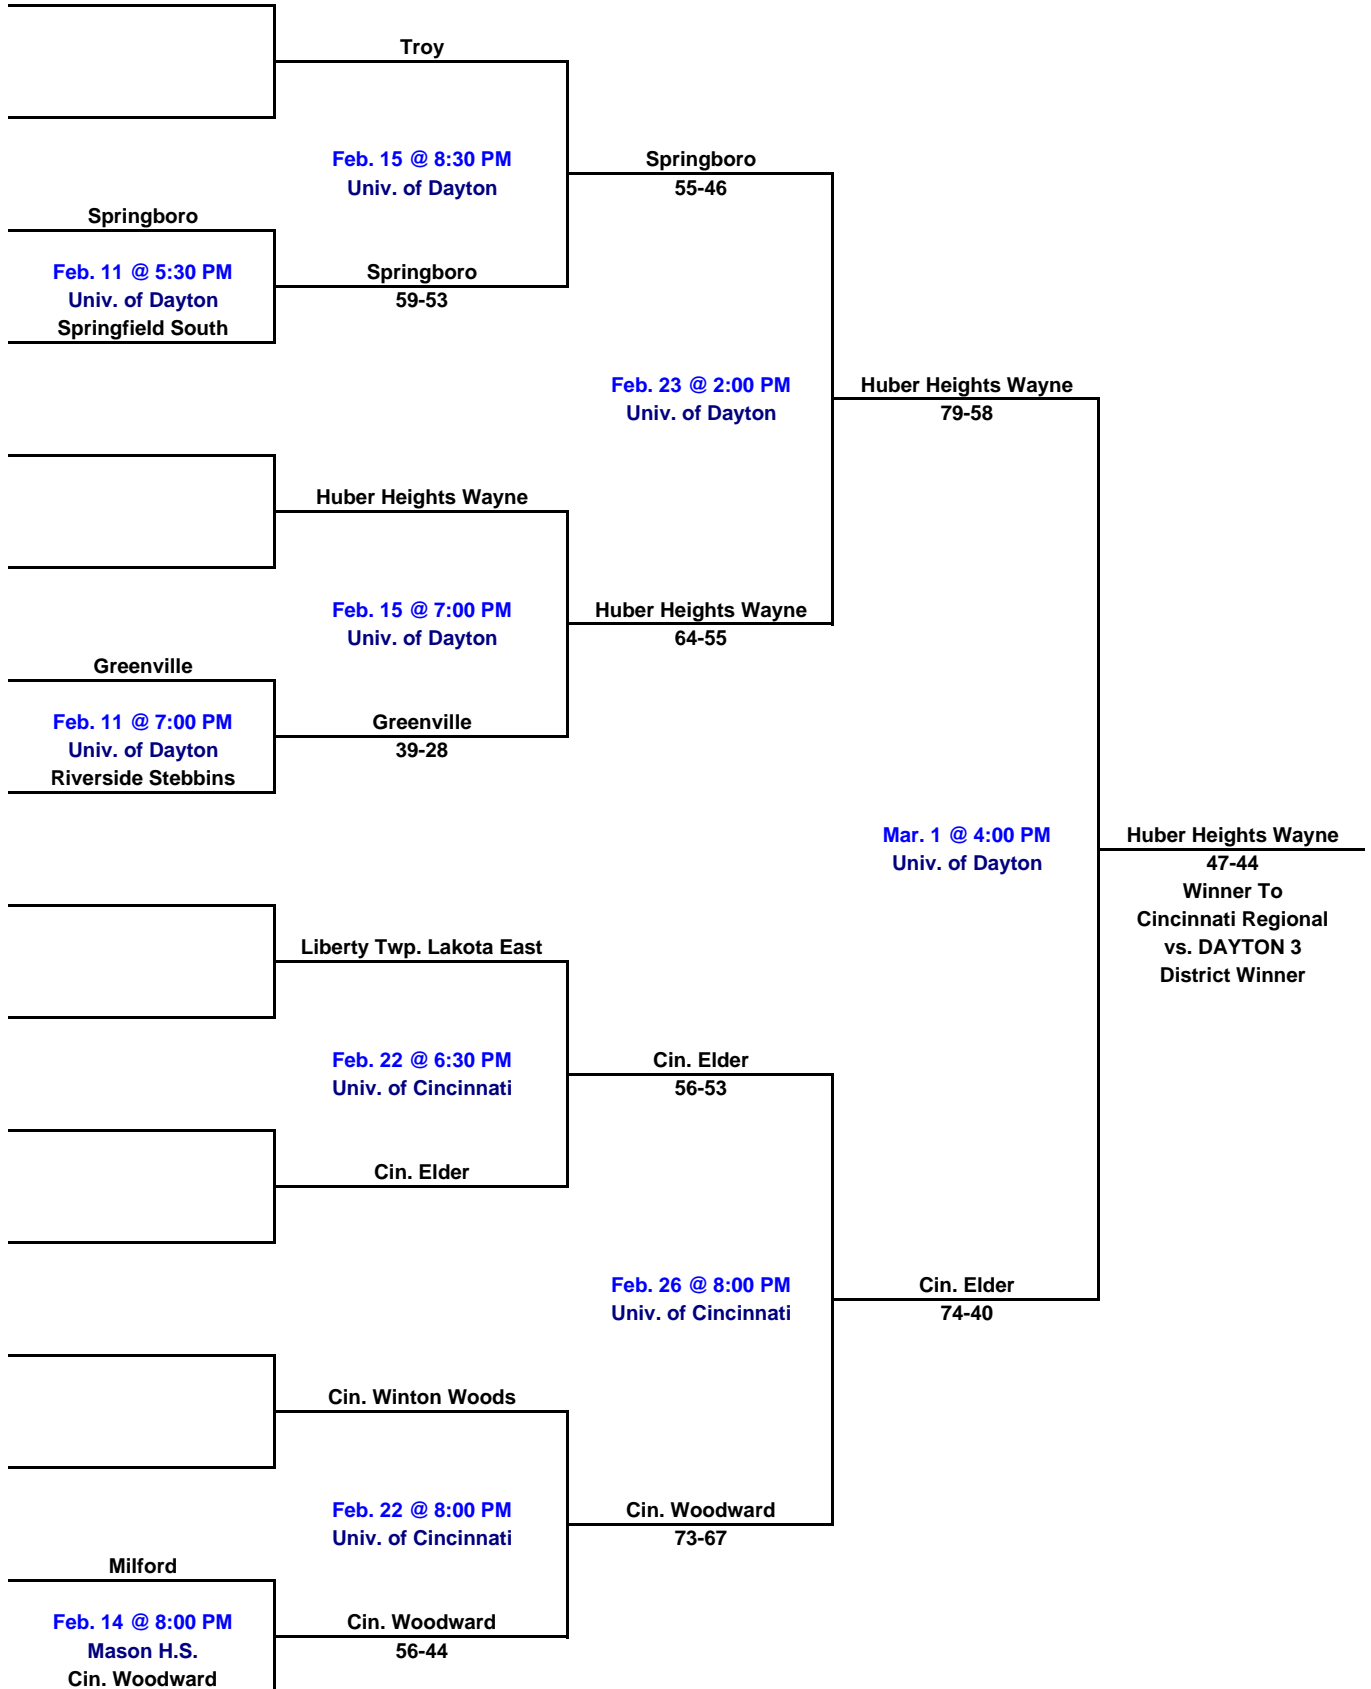 Troy
Feb. 15 @ 8:30 PM
Univ. of Dayton
Springboro
55-46
Springboro
Feb. 11 @ 5:30 PM
Univ. of Dayton
Springfield South
Springboro
59-53
Feb. 23 @ 2:00 PM
Univ. of Dayton
Huber Heights Wayne
79-58
Huber Heights Wayne
Feb. 15 @ 7:00 PM
Univ. of Dayton
Huber Heights Wayne
64-55
Greenville
Feb. 11 @ 7:00 PM
Univ. of Dayton
Riverside Stebbins
Greenville
39-28
Mar. 1 @ 4:00 PM
Univ. of Dayton
Huber Heights Wayne
47-44
Winner To
Cincinnati Regional
vs. DAYTON 3
District Winner
Liberty Twp. Lakota East
Feb. 22 @ 6:30 PM
Univ. of Cincinnati
Cin. Elder
56-53
Cin. Elder
Feb. 26 @ 8:00 PM
Univ. of Cincinnati
Cin. Elder
74-40
Cin. Winton Woods
Feb. 22 @ 8:00 PM
Univ. of Cincinnati
Cin. Woodward
73-67
Milford
Feb. 14 @ 8:00 PM
Mason H.S.
Cin. Woodward
Cin. Woodward
56-44